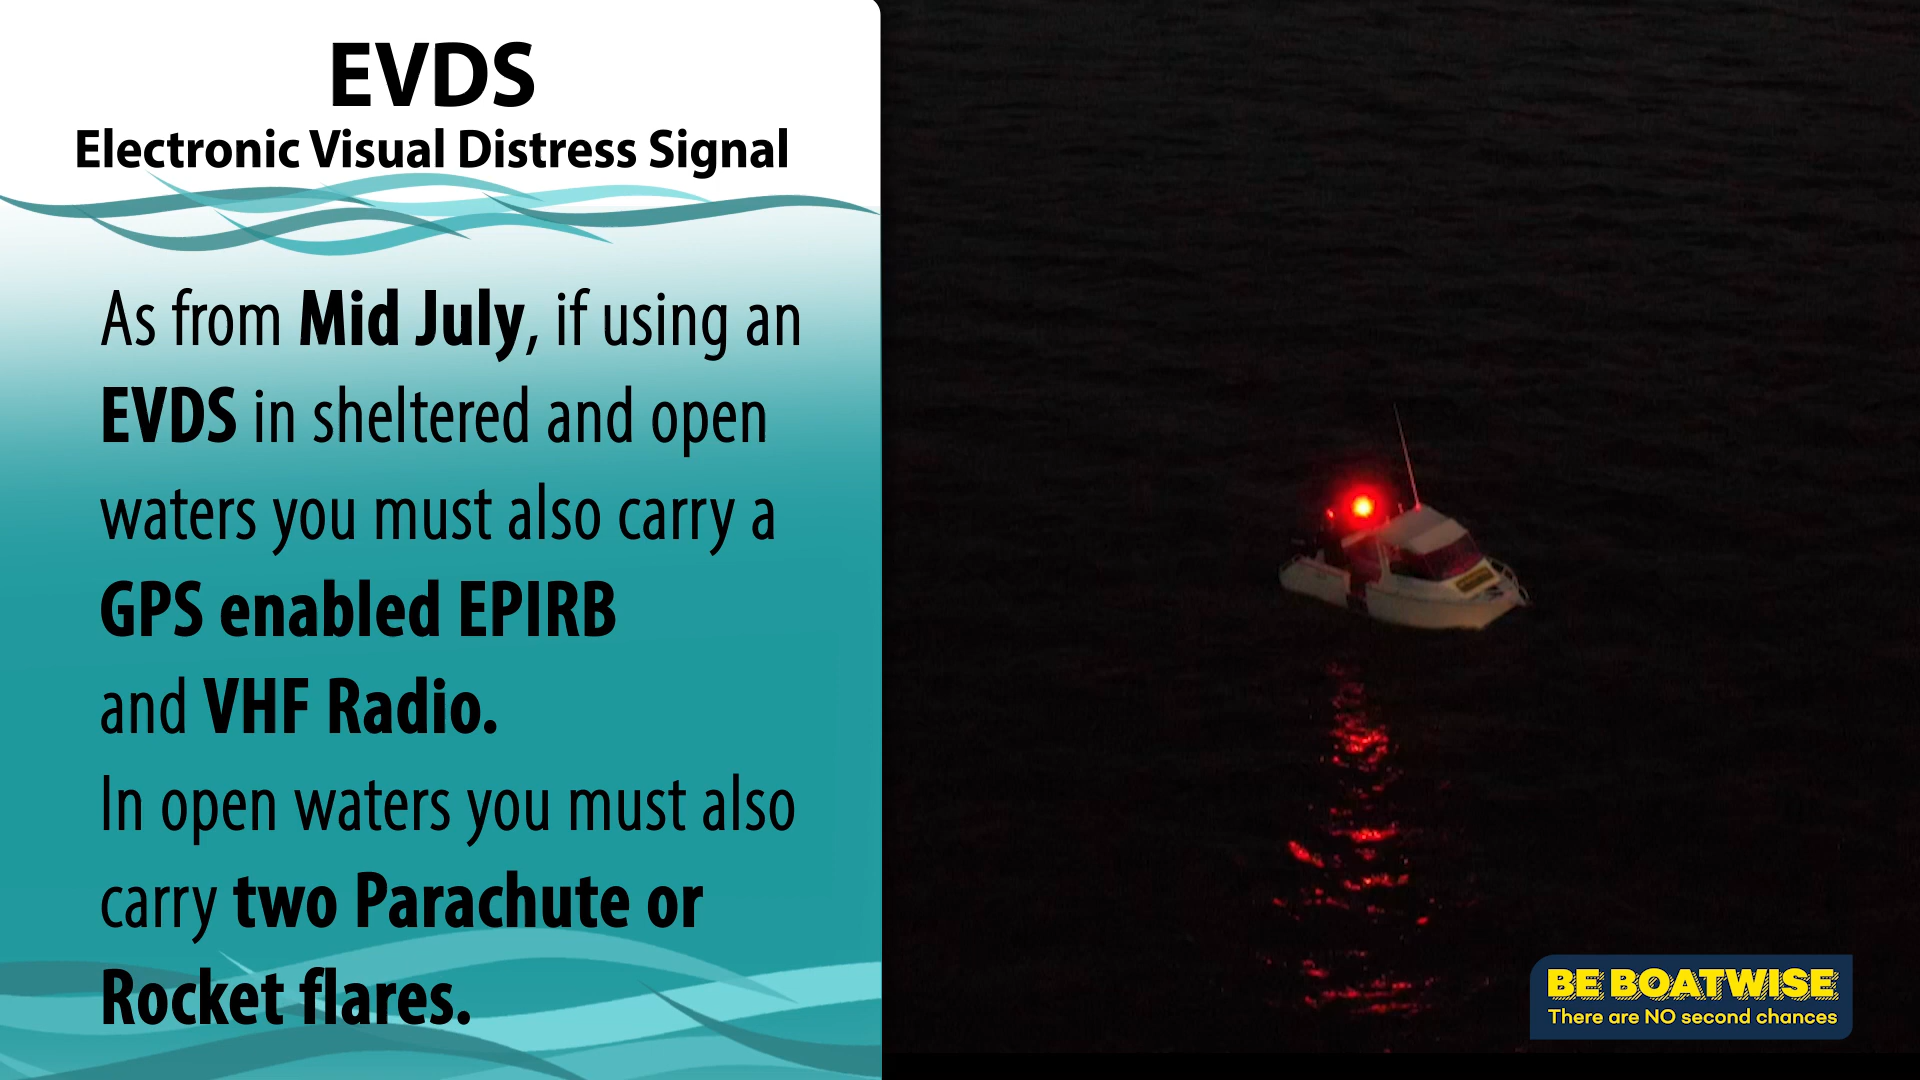 EVDS
Electronic Visual Distress Signal
As from Mid July, if using an
EVDS in sheltered and open
waters you must also carry a
GPS enabled EPIRB
and VHF Radio.
In open waters you must also
carry two Parachute or
Rocket flares.
BE BOATWISE
There are NO second chances